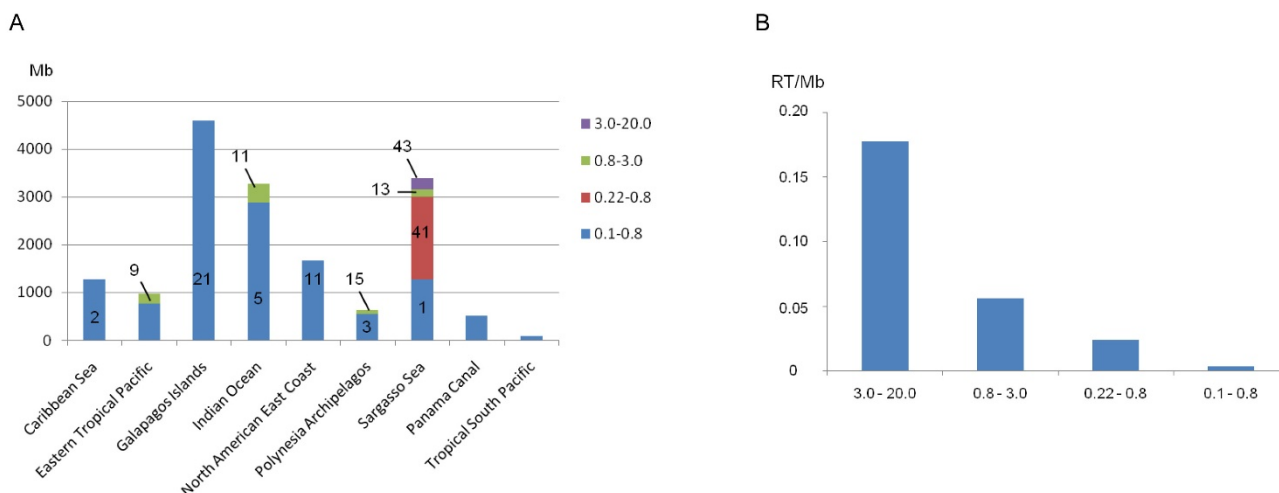 A
Mb
5000
4000
3000
2000
1000
0
2
9
21
11
5
11
15
3
43
13
41
1
Caribbean Sea
Eastern Tropical Pacific
Galapagos Islands
Indian Ocean
North American East Coast
Polynesia Archipelagos
Sargasso Sea
Panama Canal
Tropical South Pacific
3.0-20.0
0.8-3.0
0.22-0.8
0.1-0.8
B
RT/Mb
0.20
0.15
0.10
0.05
0
3.0 - 20.0
0.8 - 3.0
0.22 - 0.8
0.1 - 0.8